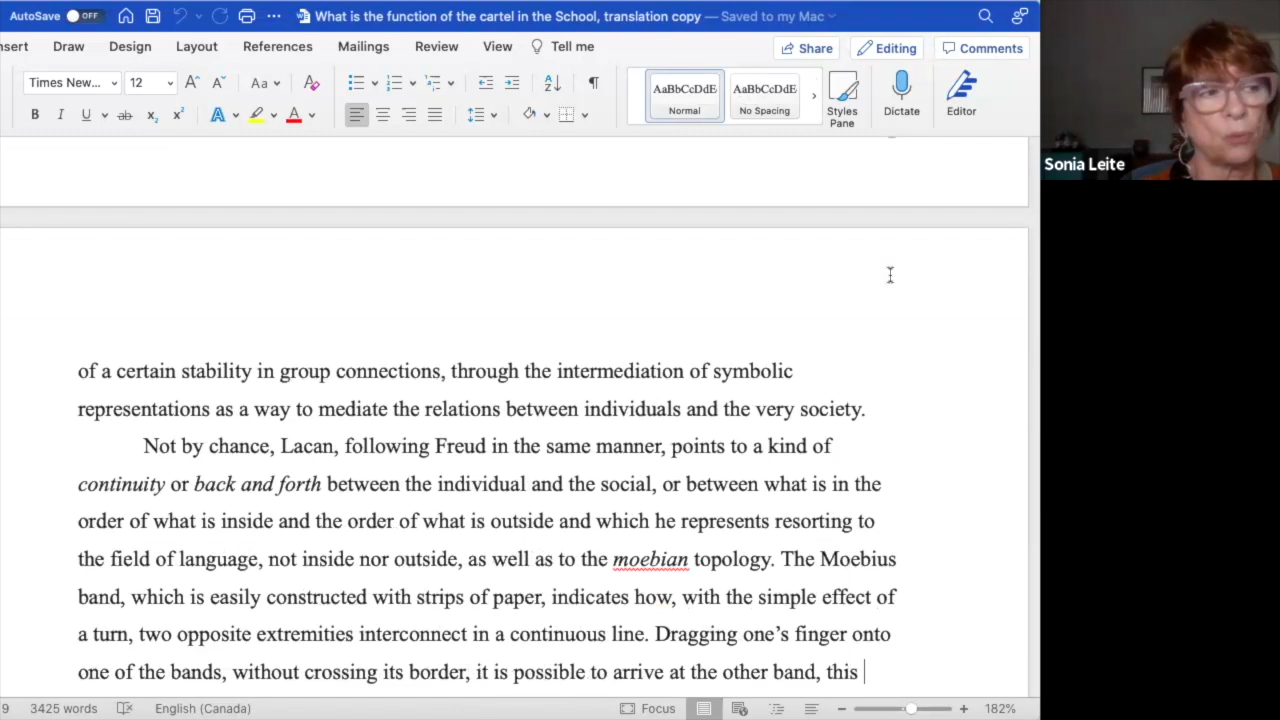 AutoSave OFF What is the function of the cartel in the School, translation copy — Saved to my Mac
nsert Draw Design Layout References Mailings Review View Tell me Share Editing Comments
Times New... 12 Aa AaBbCcDdE AaBbCcDdE
B I U ab x₂ x² A A Normal No Spacing Styles Pane Dictate Editor
Sonia Leite
of a certain stability in group connections, through the intermediation of symbolic
representations as a way to mediate the relations between individuals and the very society.
Not by chance, Lacan, following Freud in the same manner, points to a kind of
continuity or back and forth between the individual and the social, or between what is in the
order of what is inside and the order of what is outside and which he represents resorting to
the field of language, not inside nor outside, as well as to the moebian topology. The Moebius
band, which is easily constructed with strips of paper, indicates how, with the simple effect of
a turn, two opposite extremities interconnect in a continuous line. Dragging one’s finger onto
one of the bands, without crossing its border, it is possible to arrive at the other band, this
9 3425 words English (Canada) Focus 182%